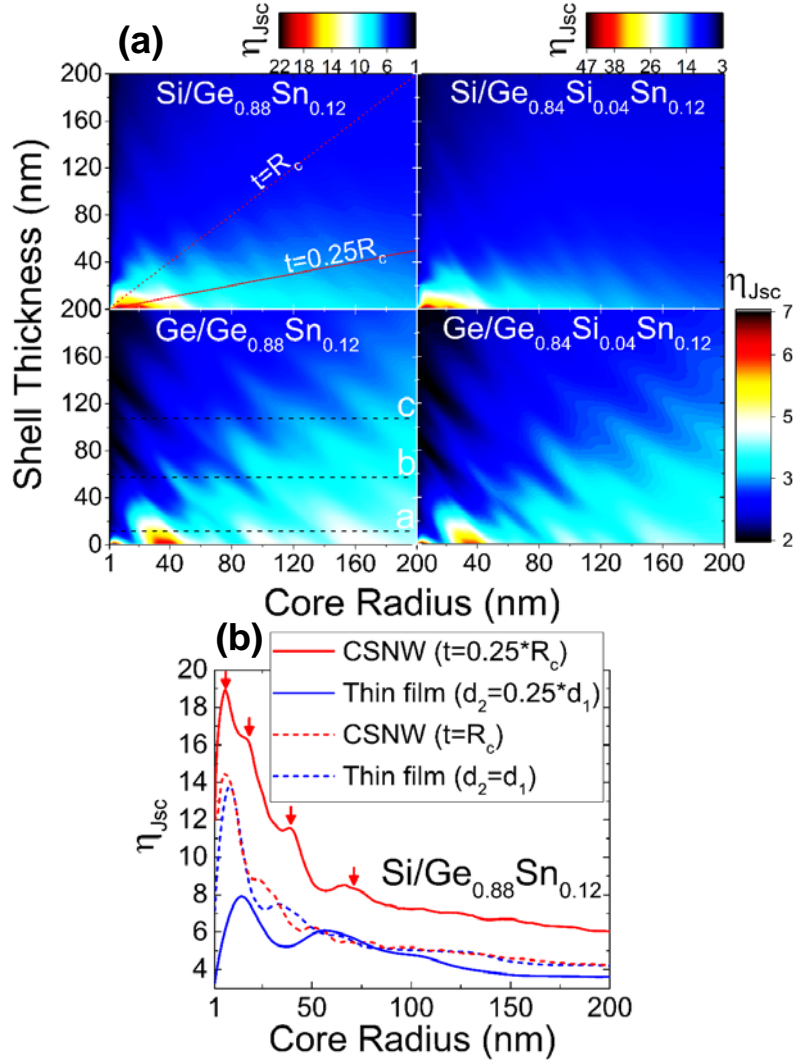 (a)
ηJsc
22 18 14 10 6 1
ηJsc
47 38 26 14 3
Shell Thickness (nm)
200
160
120
80
40
200
Si/Ge0.88Sn0.12
t=Rc
t=0.25Rc
Si/Ge0.84Si0.04Sn0.12
160
120
80
40
0
Ge/Ge0.88Sn0.12
c
b
a
Ge/Ge0.84Si0.04Sn0.12
ηJsc
7
6
5
3
2
1 40 80 120 160 200 40 80 120 160 200
Core Radius (nm)
(b)
CSNW (t=0.25*Rc)
Thin film (d2=0.25*d1)
CSNW (t=Rc)
Thin film (d2=d1)
Si/Ge0.88Sn0.12
ηJsc
20
18
16
14
12
10
8
6
4
1 50 100 150 200
Core Radius (nm)